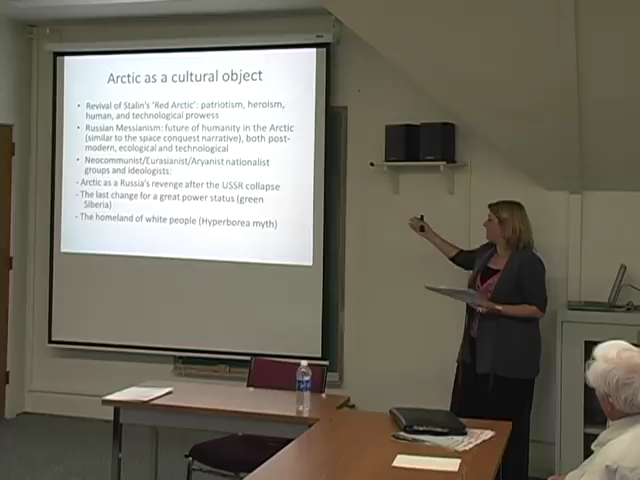 Arctic as a cultural object
• Revival of Stalin's 'Red Arctic': patriotism, heroism,
human, and technological prowess
• Russian Messianism: future of humanity in the Arctic
(similar to the space conquest narrative), both post-
modern, ecological and technological
• Neocommunist/Eurasianist/Aryanist nationalist
groups and ideologists:
- Arctic as a Russia's revenge after the USSR collapse
- The last change for a great power status (green
Siberia)
- The homeland of white people (Hyperborea myth)